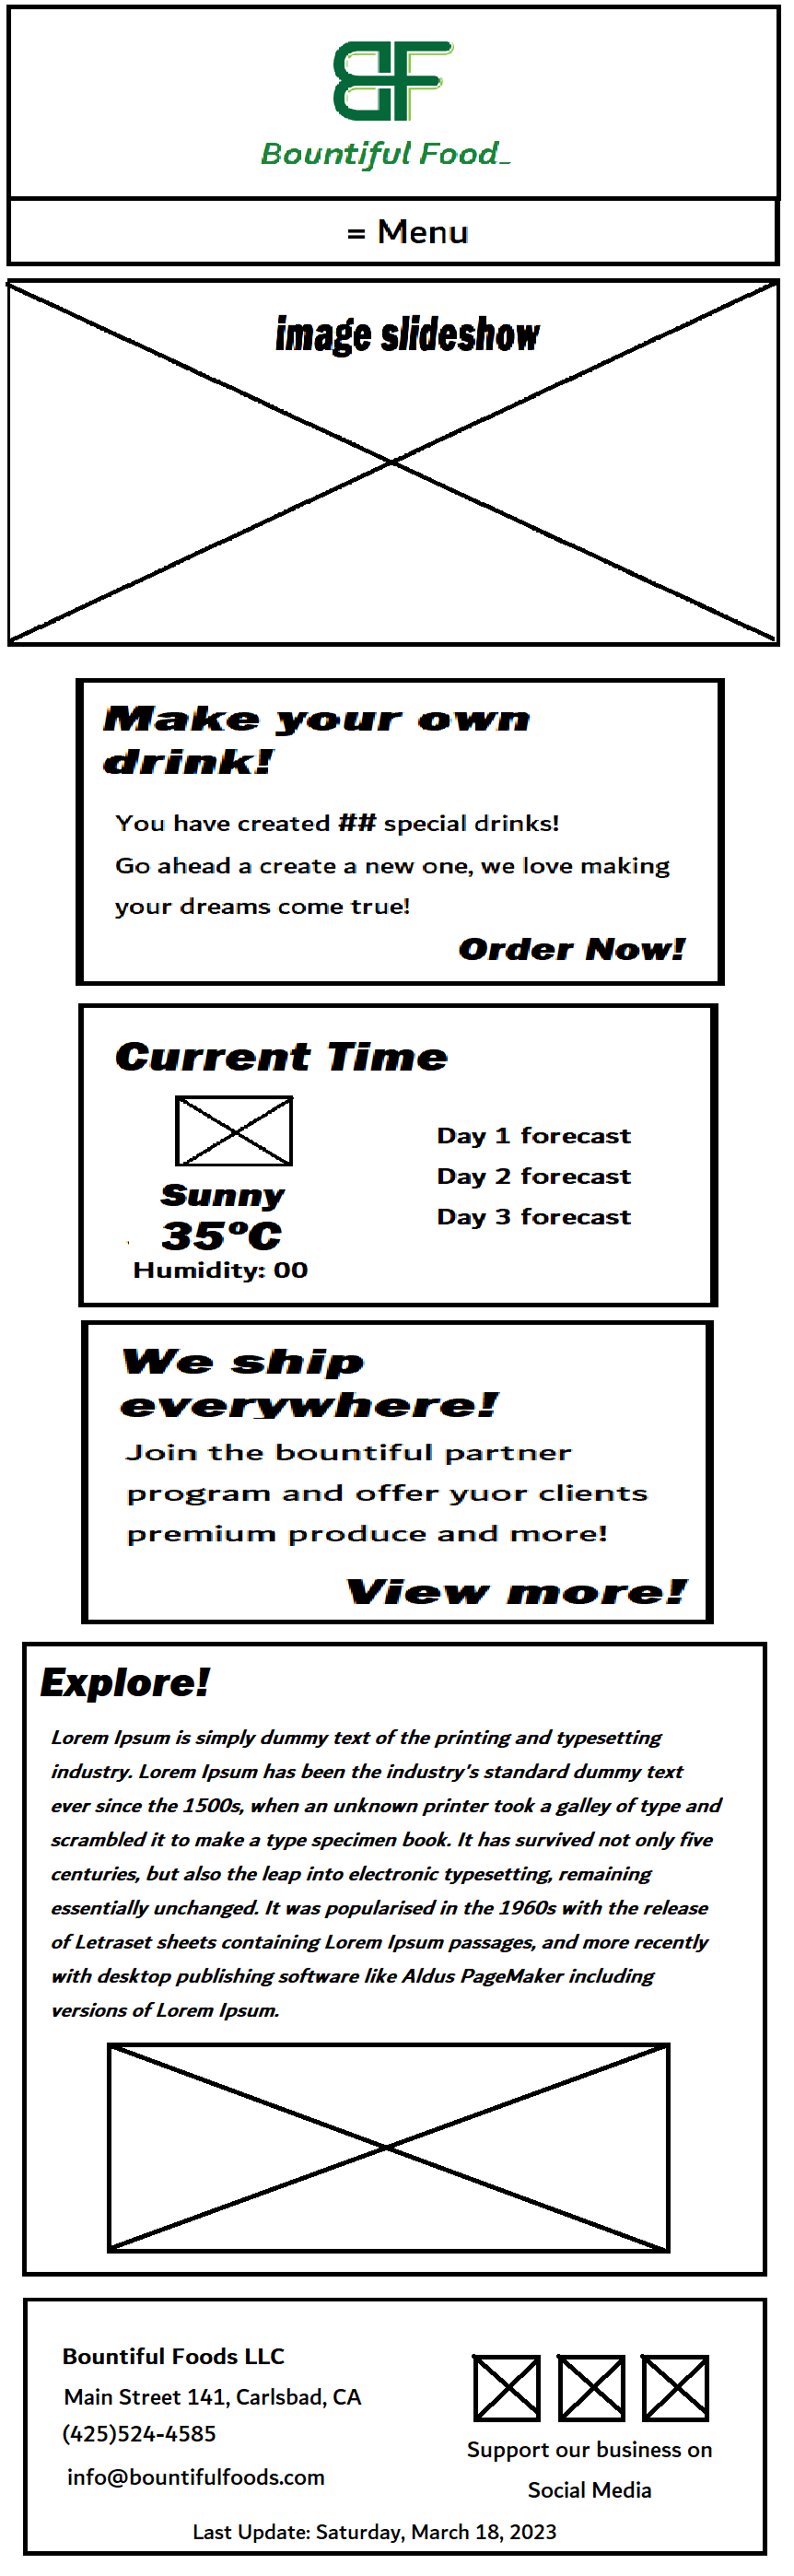 BF
Bountiful Food_
= Menu
image slideshow
Make your own
drink!
You have created ## special drinks!
Go ahead a create a new one, we love making
your dreams come true!
Order Now!
Current Time
Sunny
35ºC
Humidity: 00
Day 1 forecast
Day 2 forecast
Day 3 forecast
We ship
everywhere!
Join the bountiful partner
program and offer yuor clients
premium produce and more!
View more!
Explore!
Lorem Ipsum is simply dummy text of the printing and typesetting
industry. Lorem Ipsum has been the industry's standard dummy text
ever since the 1500s, when an unknown printer took a galley of type and
scrambled it to make a type specimen book. It has survived not only five
centuries, but also the leap into electronic typesetting, remaining
essentially unchanged. It was popularised in the 1960s with the release
of Letraset sheets containing Lorem Ipsum passages, and more recently
with desktop publishing software like Aldus PageMaker including
versions of Lorem Ipsum.
Bountiful Foods LLC
Main Street 141, Carlsbad, CA
(425)524-4585
info@bountifulfoods.com
Support our business on
Social Media
Last Update: Saturday, March 18, 2023